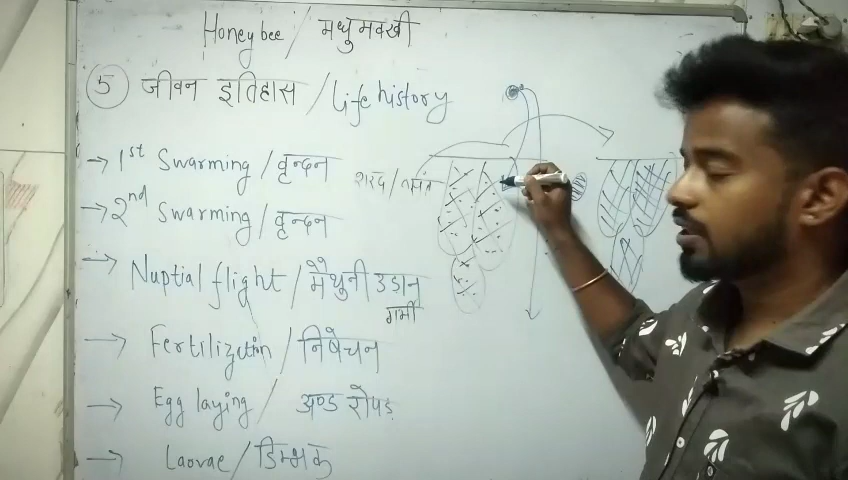 Honey bee / मधुमक्खी
5 जीवन इतिहास / Life history
→ 1st Swarming / वृन्दन शरद / वसंत
→ 2nd Swarming / वृन्दन
→ Nuptial flight / मैथुनी उड़ान
गर्मी
→ Fertilization / निषेचन
→ Egg laying / अण्ड रोपड़
→ Laovae / डिम्भक